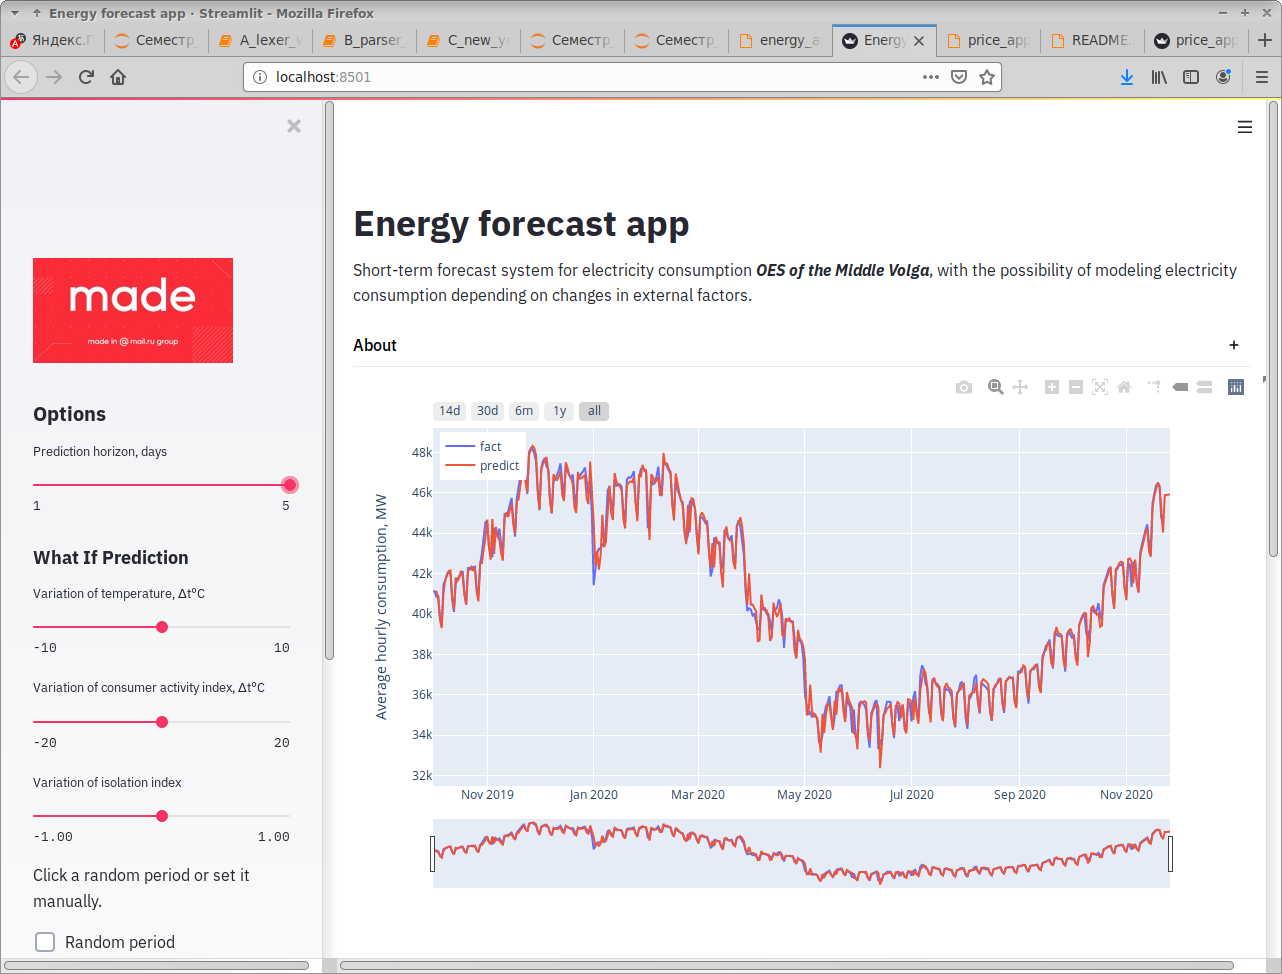 Energy forecast app · Streamlit - Mozilla Firefox
Яндекс.П
Семестр
A_lexer_v
B_parser_
C_new_y
Семестр
Семестр
energy_a
Energy
price_app
README.
price_app
localhost:8501
made
made in @ mail.ru group
Options
Prediction horizon, days
1 5
What If Prediction
Variation of temperature, Δt°C
-10 10
Variation of consumer activity index, Δt°C
-20 20
Variation of isolation index
-1.00 1.00
Click a random period or set it
manually.
Random period
Energy forecast app
Short-term forecast system for electricity consumption OES of the Middle Volga, with the possibility of modeling electricity
consumption depending on changes in external factors.
About
14d 30d 6m 1y all
fact
predict
Average hourly consumption, MW
48k
46k
44k
42k
40k
38k
36k
34k
32k
Nov 2019 Jan 2020 Mar 2020 May 2020 Jul 2020 Sep 2020 Nov 2020